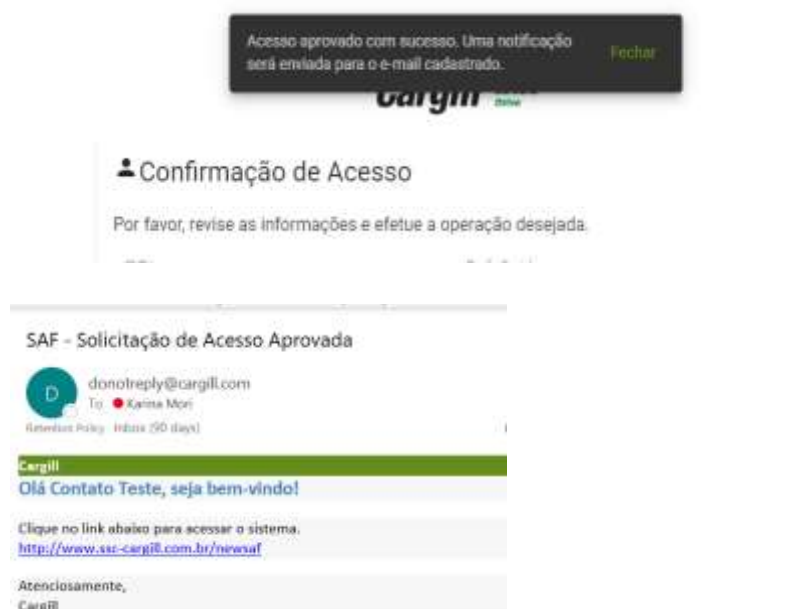 Acesso aprovado com sucesso. Uma notificação
será enviada para o e-mail cadastrado.
Fechar
Cargill
Confirmação de Acesso
Por favor, revise as informações e efetue a operação desejada.
SAF - Solicitação de Acesso Aprovada
D
donotreply@cargill.com
To Karina Mori
Retention Policy Inbox (90 days)
Cargill
Olá Contato Teste, seja bem-vindo!
Clique no link abaixo para acessar o sistema.
http://www.ssc-cargill.com.br/newsaf
Atenciosamente,
Cargill